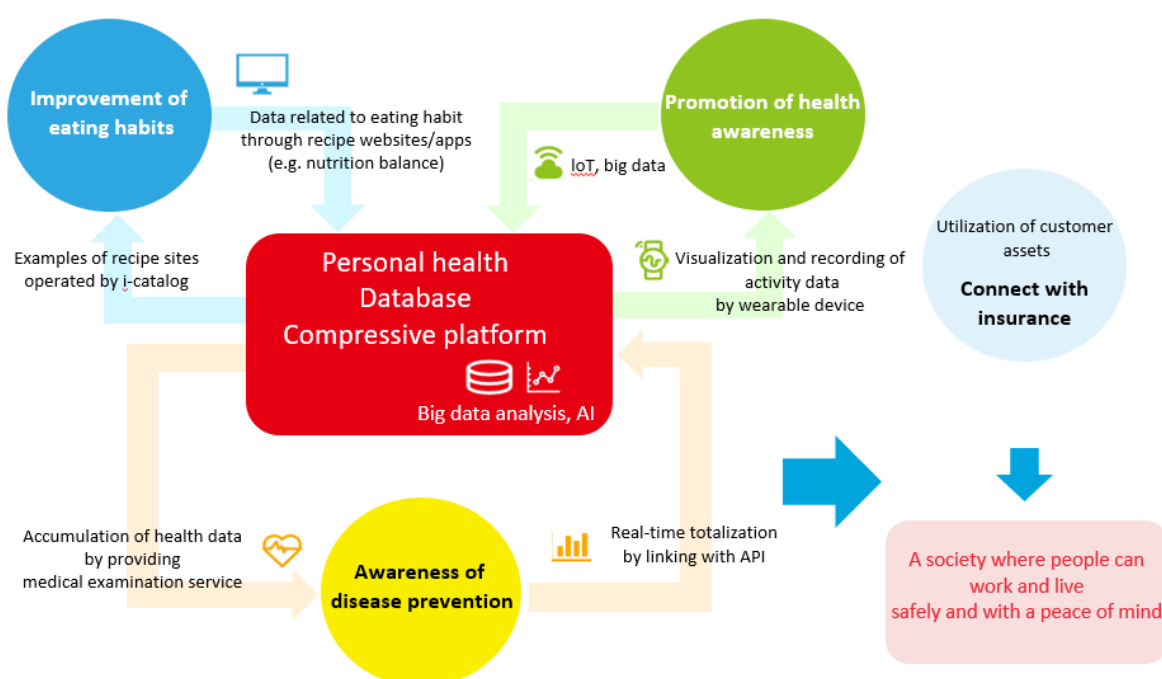 Improvement of
eating habits
Data related to eating habit
through recipe websites/apps
(e.g. nutrition balance)
Promotion of health
awareness
IoT, big data
Examples of recipe sites
operated by i-catalog
Personal health
Database
Compressive platform
Big data analysis, AI
Visualization and recording of
activity data
by wearable device
Utilization of customer
assets
Connect with
insurance
Accumulation of health data
by providing
medical examination service
Awareness of
disease prevention
Real-time totalization
by linking with API
A society where people can
work and live
safely and with a peace of mind